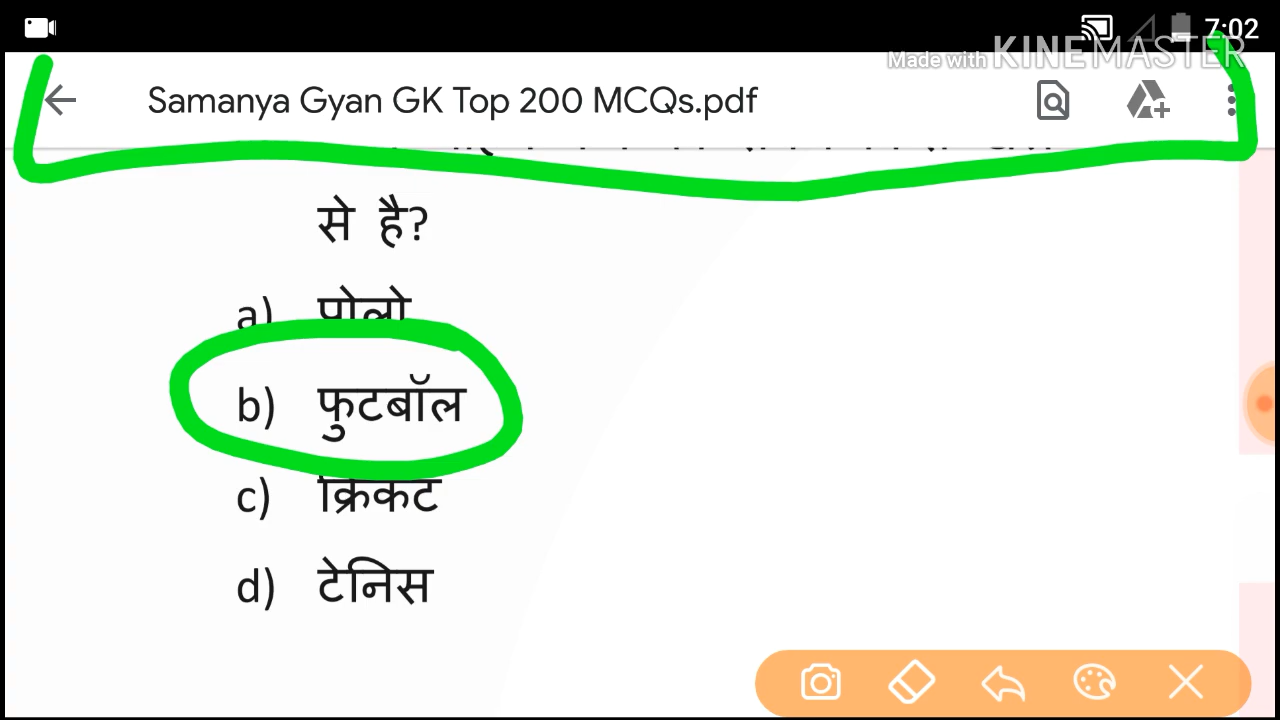 7:02
Made with KINEMASTER
Samanya Gyan GK Top 200 MCQs.pdf
से है?
a) पोलो
b) फुटबॉल
c) क्रिकेट
d) टेनिस